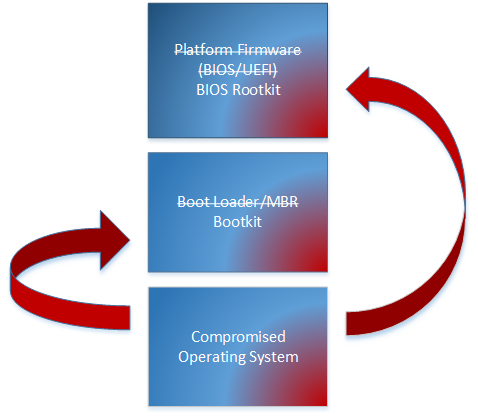 Platform Firmware
(BIOS/UEFI)
BIOS Rootkit
Boot Loader/MBR
Bootkit
Compromised
Operating System